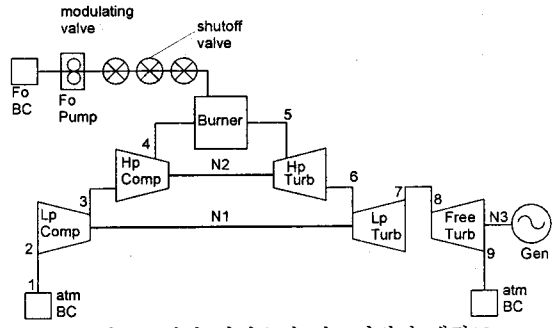 modulating
valve
shutoff
valve
Fo
BC
Fo
Pump
Burner
4
5
Hp
Comp
N2
Hp
Turb
3
6
7
8
Lp
Comp
N1
Lp
Turb
Free
Turb
N3
Gen
2
9
1
atm
BC
atm
BC